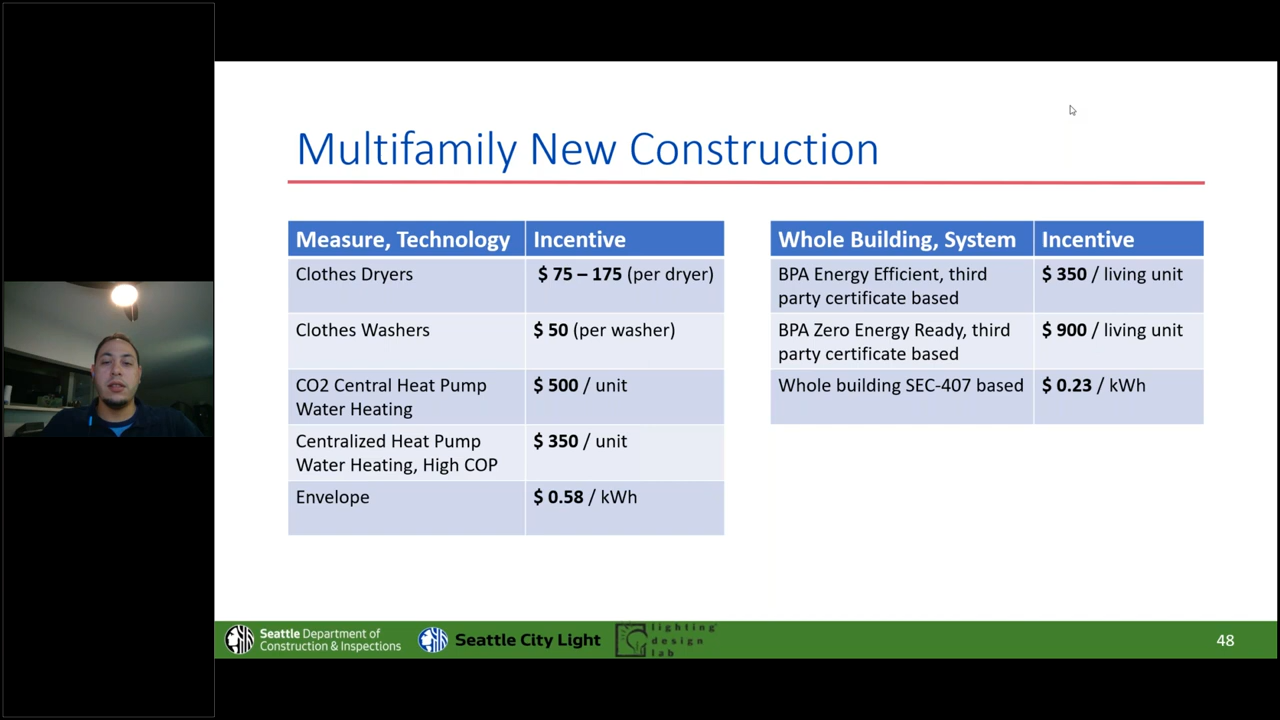 Multifamily New Construction
Measure, Technology Incentive
Clothes Dryers $ 75 – 175 (per dryer)
Clothes Washers $ 50 (per washer)
CO2 Central Heat Pump $ 500 / unit
Water Heating
Centralized Heat Pump $ 350 / unit
Water Heating, High COP
Envelope $ 0.58 / kWh
Whole Building, System Incentive
BPA Energy Efficient, third $ 350 / living unit
party certificate based
BPA Zero Energy Ready, third $ 900 / living unit
party certificate based
Whole building SEC-407 based $ 0.23 / kWh
Seattle Department of
Construction & Inspections
Seattle City Light
lighting
design
lab
48